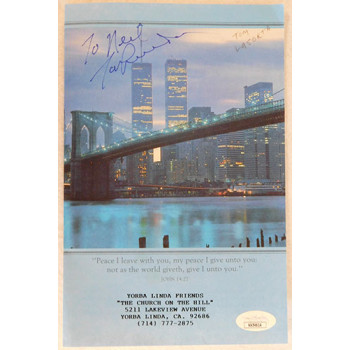 To Neil
"Peace I leave with you, my peace I give unto you;
not as the world giveth, give I unto you."
JOHN 14:27
YORBA LINDA FRIENDS
"THE CHURCH ON THE HILL"
5211 LAKEVIEW AVENUE
YORBA LINDA, CA. 92686
(714) 777-2875